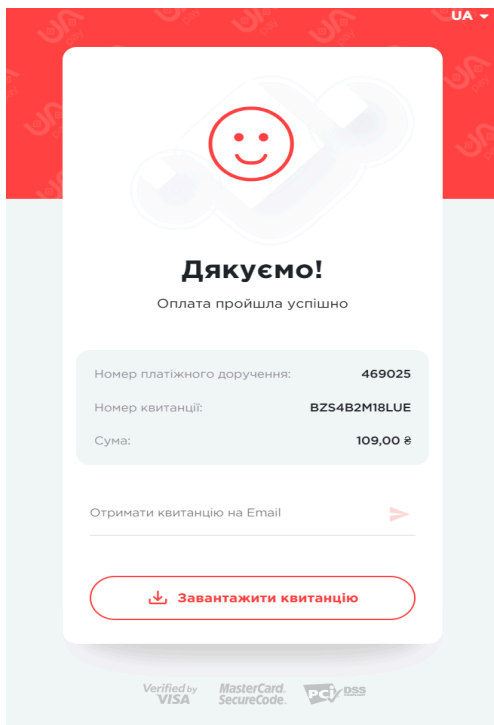 UA
Дякуємо!
Оплата пройшла успішно
Номер платіжного доручення: 469025
Номер квитанції: BZS4B2M18LUE
Сума: 109,00 ₴
Отримати квитанцію на Email
Завантажити квитанцію
Verified by VISA MasterCard. SecureCode. PCI DSS